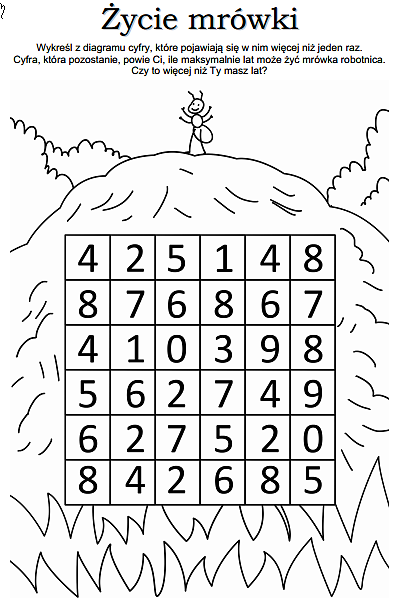 Życie mrówki
Wykreśl z diagramu cyfry, które pojawiają się w nim więcej niż jeden raz.
Cyfra, która pozostanie, powie Ci, ile maksymalnie lat może żyć mrówka robotnica.
Czy to więcej niż Ty masz lat?
4 2 5 1 4 8
8 7 6 8 6 7
4 1 0 3 9 8
5 6 2 7 4 9
6 2 7 5 2 0
8 4 2 6 8 5